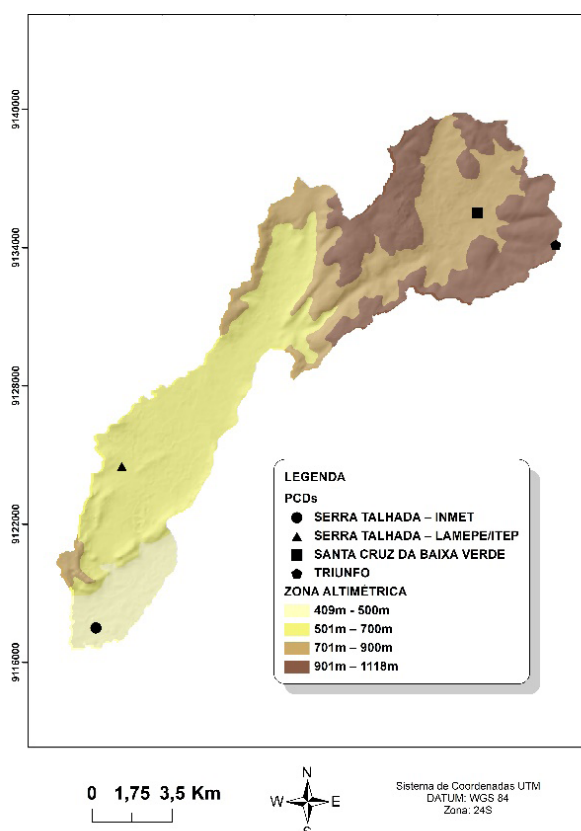 9140000
9134000
9128000
9122000
9116000
LEGENDA
PCDs
SERRA TALHADA – INMET
SERRA TALHADA – LAMEPE/ITEP
SANTA CRUZ DA BAIXA VERDE
TRIUNFO
ZONA ALTIMÉTRICA
409m - 500m
501m – 700m
701m – 900m
901m – 1118m
0 1,75 3,5 Km
N
W E
S
Sistema de Coordenadas UTM
DATUM: WGS 84
Zona: 24S